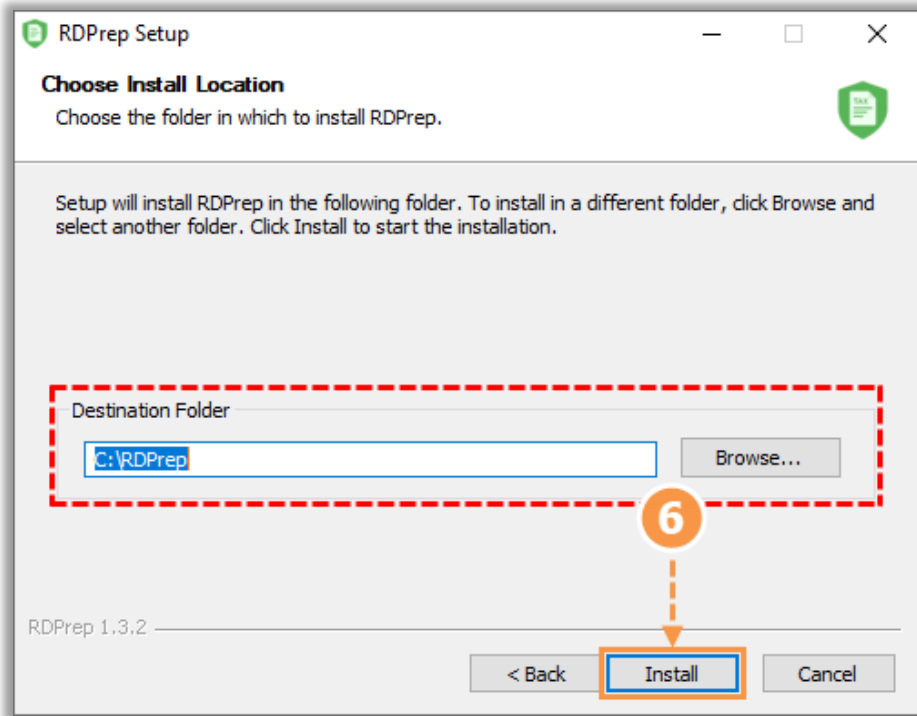 RDPrep Setup
Choose Install Location
Choose the folder in which to install RDPrep.
TAX
Setup will install RDPrep in the following folder. To install in a different folder, click Browse and
select another folder. Click Install to start the installation.
Destination Folder
C:\RDPrep
Browse...
6
RDPrep 1.3.2
< Back
Install
Cancel